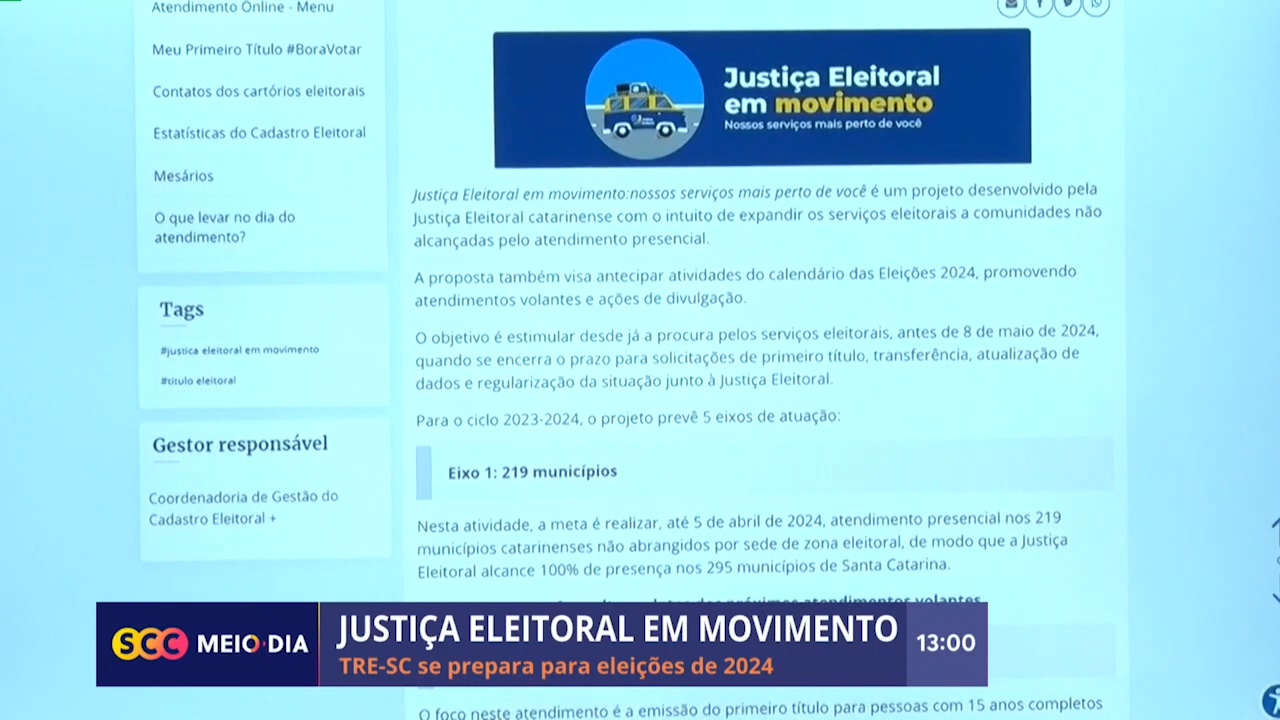 Atendimento Online - Menu
Meu Primeiro Título #BoraVotar
Contatos dos cartórios eleitorais
Estatísticas do Cadastro Eleitoral
Mesários
O que levar no dia do
atendimento?
Tags
#justica eleitoral em movimento
#titulo eleitoral
Gestor responsável
Coordenadoria de Gestão do
Cadastro Eleitoral +
Justiça Eleitoral
em movimento
Nossos serviços mais perto de você
Justiça Eleitoral em movimento:nossos serviços mais perto de você é um projeto desenvolvido pela
Justiça Eleitoral catarinense com o intuito de expandir os serviços eleitorais a comunidades não
alcançadas pelo atendimento presencial.
A proposta também visa antecipar atividades do calendário das Eleições 2024, promovendo
atendimentos volantes e ações de divulgação.
O objetivo é estimular desde já a procura pelos serviços eleitorais, antes de 8 de maio de 2024,
quando se encerra o prazo para solicitações de primeiro título, transferência, atualização de
dados e regularização da situação junto à Justiça Eleitoral.
Para o ciclo 2023-2024, o projeto prevê 5 eixos de atuação:
Eixo 1: 219 municípios
Nesta atividade, a meta é realizar, até 5 de abril de 2024, atendimento presencial nos 219
municípios catarinenses não abrangidos por sede de zona eleitoral, de modo que a Justiça
Eleitoral alcance 100% de presença nos 295 municípios de Santa Catarina.
próximos atendimentos volantes
O foco neste atendimento é a emissão do primeiro título para pessoas com 15 anos completos
SCC MEIO-DIA
JUSTIÇA ELEITORAL EM MOVIMENTO
TRE-SC se prepara para eleições de 2024
13:00